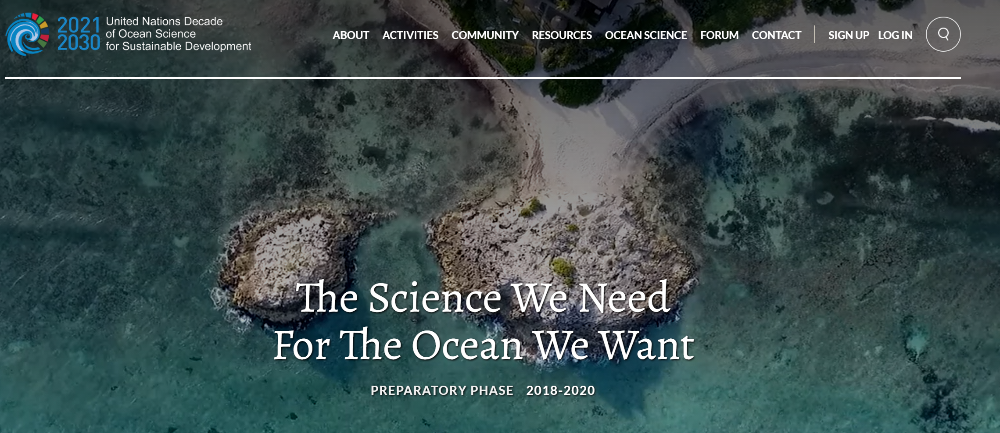 2021
2030
United Nations Decade
of Ocean Science
for Sustainable Development
ABOUT ACTIVITIES COMMUNITY RESOURCES OCEAN SCIENCE FORUM CONTACT SIGN UP LOG IN
The Science We Need
For The Ocean We Want
PREPARATORY PHASE 2018-2020